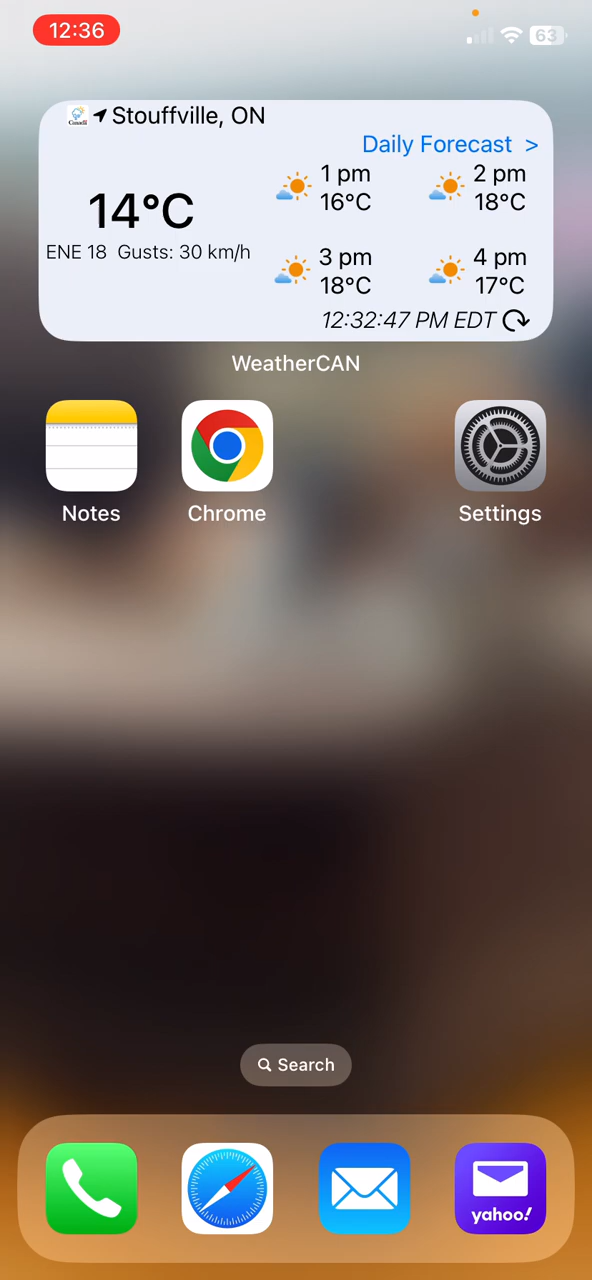 12:36
63
Canada
Stouffville, ON
Daily Forecast >
14°C
ENE 18 Gusts: 30 km/h
1 pm
16°C
2 pm
18°C
3 pm
18°C
4 pm
17°C
12:32:47 PM EDT
WeatherCAN
Notes
Chrome
Settings
Search
yahoo!